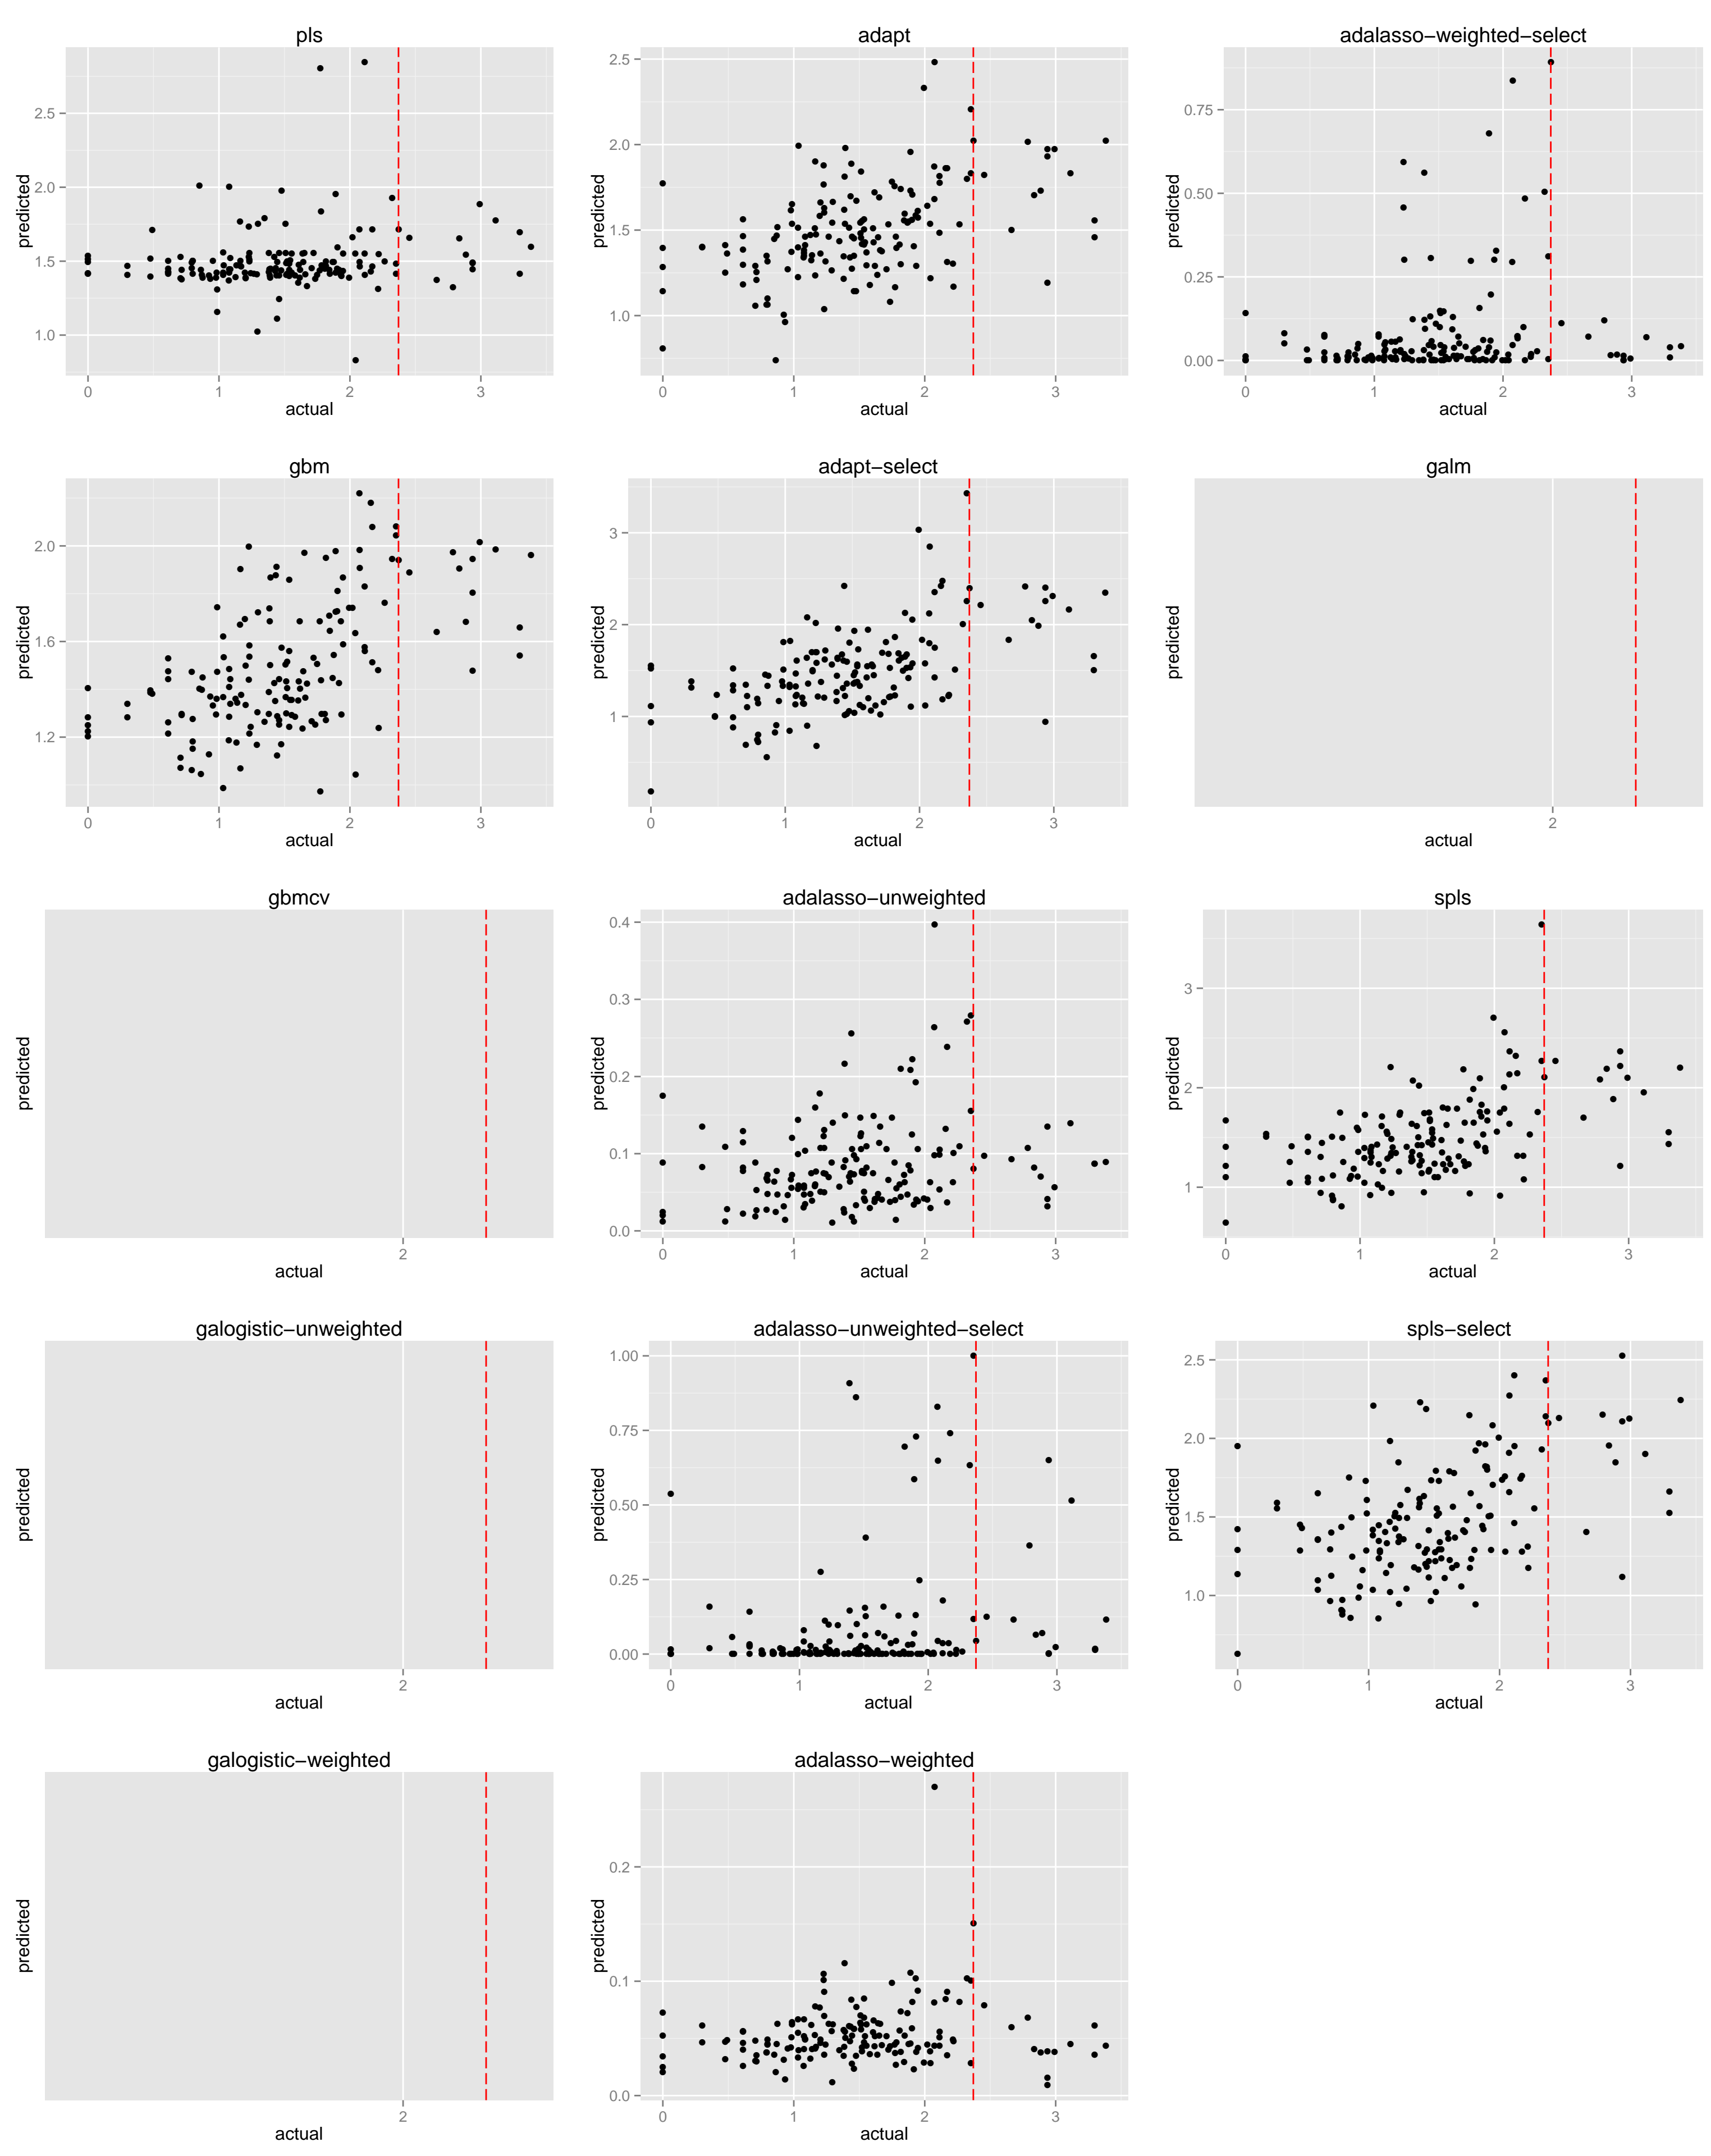 pls
predicted
2.5
2.0
1.5
1.0
0 1 2 3
actual
adapt
predicted
2.5
2.0
1.5
1.0
0 1 2 3
actual
adalasso−weighted−select
predicted
0.75
0.50
0.25
0.00
0 1 2 3
actual
gbm
predicted
2.0
1.6
1.2
0 1 2 3
actual
adapt−select
predicted
3
2
1
0 1 2 3
actual
galm
predicted
2
actual
gbmcv
predicted
2
actual
adalasso−unweighted
predicted
0.4
0.3
0.2
0.1
0.0
0 1 2 3
actual
spls
predicted
3
2
1
0 1 2 3
actual
galogistic−unweighted
predicted
2
actual
adalasso−unweighted−select
predicted
1.00
0.75
0.50
0.25
0.00
0 1 2 3
actual
spls−select
predicted
2.5
2.0
1.5
1.0
0 1 2 3
actual
galogistic−weighted
predicted
2
actual
adalasso−weighted
predicted
0.2
0.1
0.0
0 1 2 3
actual